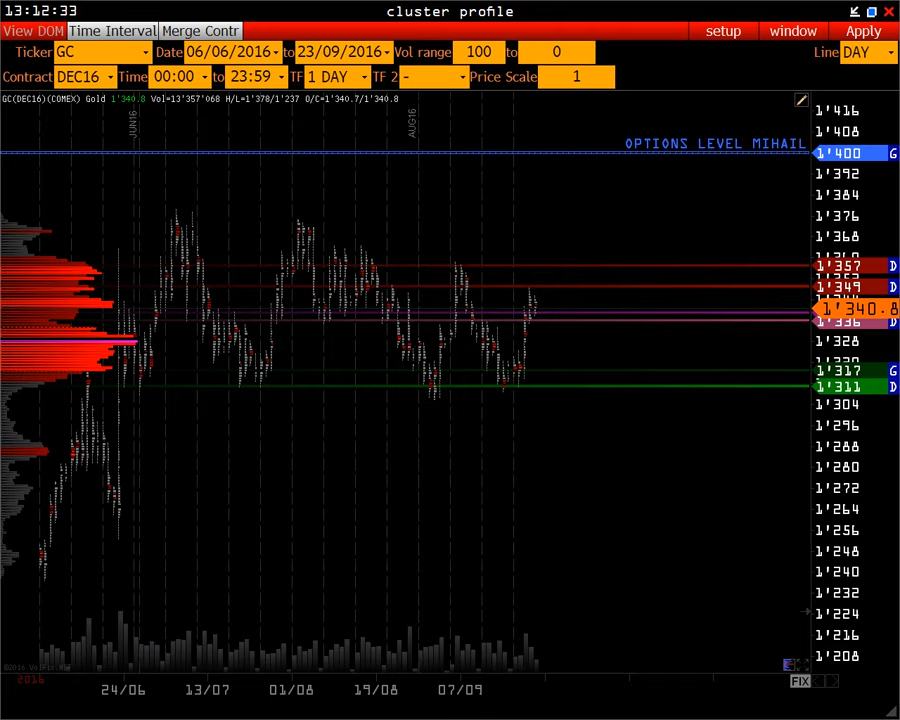 13:12:33 cluster profile
View DOM Time Interval Merge Contr setup window Apply
Ticker GC Date 06/06/2016 to 23/09/2016 Vol range 100 to 0 Line DAY
Contract DEC16 Time 00:00 to 23:59 TF 1 DAY TF 2 - Price Scale 1
GC(DEC16)(COMEX) Gold 1'340.8 Vol=13'357'068 H/L=1'378/1'237 O/C=1'340.7/1'340.8
JUN16
AUG16
1'416
1'408
OPTIONS LEVEL MIHAIL
1'400 G
1'392
1'384
1'376
1'368
1'357 D
1'349 D
1'340.8
1'336 D
1'328
1'317 G
1'311 D
1'304
1'296
1'288
1'280
1'272
1'264
1'256
1'248
1'240
1'232
1'224
1'216
1'208
©2016 VolFix.NET
2016
FIX
24/06 13/07 01/08 19/08 07/09